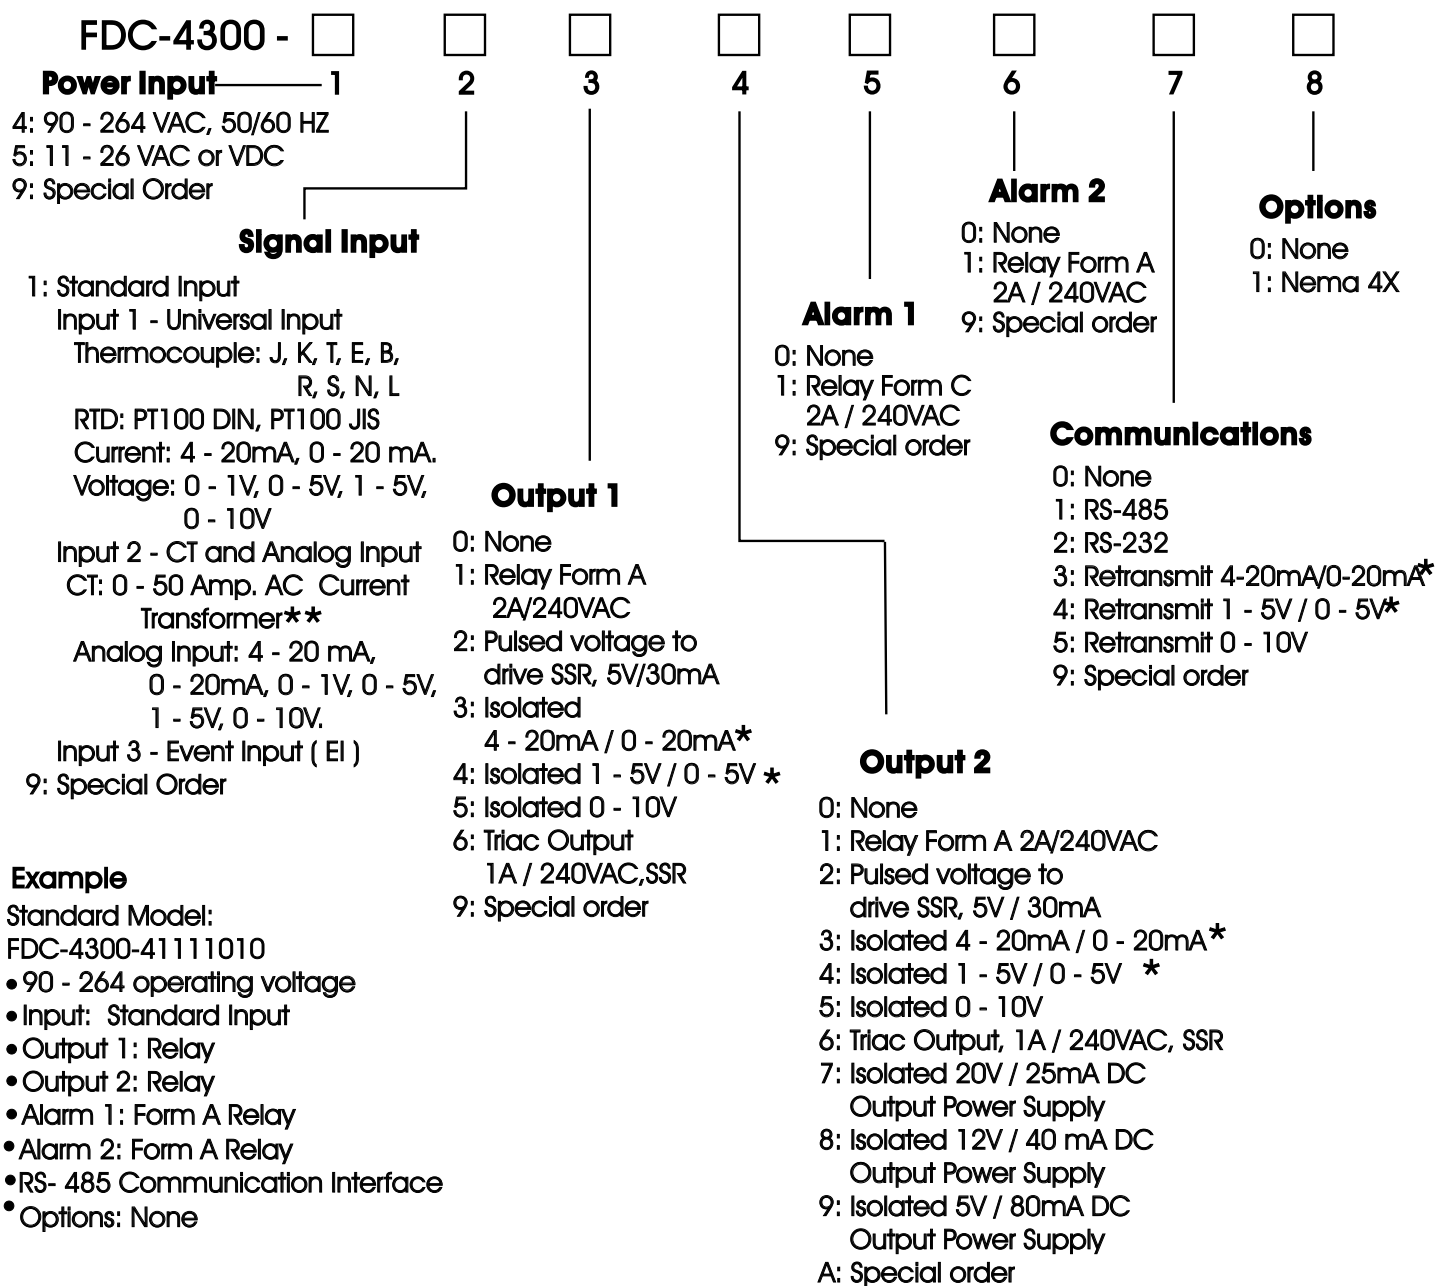 FDC-4300 -
Power Input
1
2
3
4
5
6
7
8
4: 90 - 264 VAC, 50/60 HZ
5: 11 - 26 VAC or VDC
9: Special Order
Signal Input
1: Standard Input
Input 1 - Universal Input
Thermocouple: J, K, T, E, B,
R, S, N, L
RTD: PT100 DIN, PT100 JIS
Current: 4 - 20mA, 0 - 20 mA.
Voltage: 0 - 1V, 0 - 5V, 1 - 5V,
0 - 10V
Input 2 - CT and Analog Input
CT: 0 - 50 Amp. AC Current
Transformer**
Analog Input: 4 - 20 mA,
0 - 20mA, 0 - 1V, 0 - 5V,
1 - 5V, 0 - 10V.
Input 3 - Event Input ( EI )
9: Special Order
Output 1
0: None
1: Relay Form A
2A/240VAC
2: Pulsed voltage to
drive SSR, 5V/30mA
3: Isolated
4 - 20mA / 0 - 20mA*
4: Isolated 1 - 5V / 0 - 5V *
5: Isolated 0 - 10V
6: Triac Output
1A / 240VAC,SSR
9: Special order
Output 2
0: None
1: Relay Form A 2A/240VAC
2: Pulsed voltage to
drive SSR, 5V / 30mA
3: Isolated 4 - 20mA / 0 - 20mA*
4: Isolated 1 - 5V / 0 - 5V *
5: Isolated 0 - 10V
6: Triac Output, 1A / 240VAC, SSR
7: Isolated 20V / 25mA DC
Output Power Supply
8: Isolated 12V / 40 mA DC
Output Power Supply
9: Isolated 5V / 80mA DC
Output Power Supply
A: Special order
Alarm 1
0: None
1: Relay Form C
2A / 240VAC
9: Special order
Alarm 2
0: None
1: Relay Form A
2A / 240VAC
9: Special order
Communications
0: None
1: RS-485
2: RS-232
3: Retransmit 4-20mA/0-20mA*
4: Retransmit 1 - 5V / 0 - 5V*
5: Retransmit 0 - 10V
9: Special order
Options
0: None
1: Nema 4X
Example
Standard Model:
FDC-4300-41111010
• 90 - 264 operating voltage
• Input: Standard Input
• Output 1: Relay
• Output 2: Relay
• Alarm 1: Form A Relay
• Alarm 2: Form A Relay
• RS- 485 Communication Interface
• Options: None